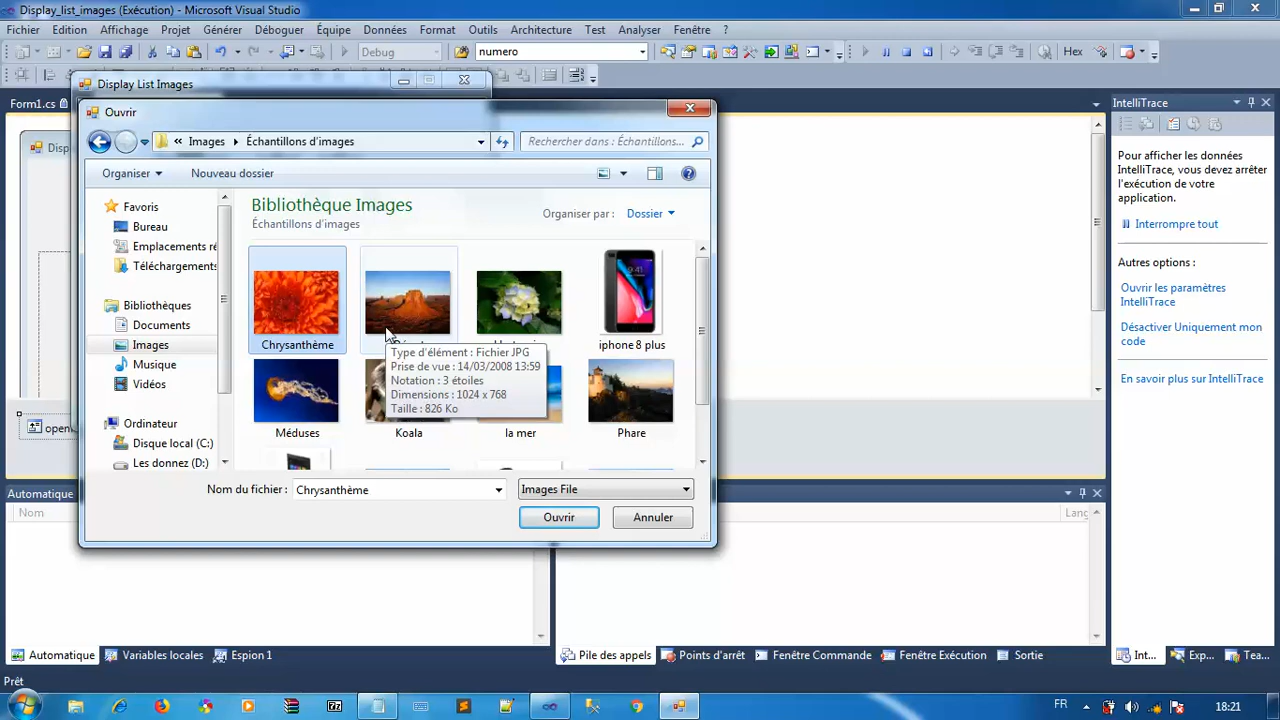 Display_list_images (Exécution) - Microsoft Visual Studio
Fichier Edition Affichage Projet Générer Déboguer Équipe Données Format Outils Architecture Test Analyser Fenêtre ?
Debug numero Hex
Display List Images
Form1.cs
Ouvrir
« Images Échantillons d'images Rechercher dans : Échantillons...
Organiser Nouveau dossier
Favoris
Bureau
Emplacements ré
Téléchargements
Bibliothèques
Documents
Images
Musique
Vidéos
Ordinateur
Disque local (C:)
Les donnez (D:)
Bibliothèque Images
Échantillons d'images
Organiser par : Dossier
Chrysanthème
iphone 8 plus
Type d'élément : Fichier JPG
Prise de vue : 14/03/2008 13:59
Notation : 3 étoiles
Dimensions : 1024 x 768
Taille : 826 Ko
Méduses Koala la mer Phare
Nom du fichier : Chrysanthème Images File
Ouvrir Annuler
IntelliTrace
Pour afficher les données
IntelliTrace, vous devez arrêter
l'exécution de votre
application.
Interrompre tout
Autres options :
Ouvrir les paramètres
IntelliTrace
Désactiver Uniquement mon
code
En savoir plus sur IntelliTrace
Automatique
Nom
Lang
Automatique Variables locales Espion 1
Pile des appels Points d'arrêt Fenêtre Commande Fenêtre Exécution Sortie
Int... Exp... Tea...
Prêt
FR 18:21